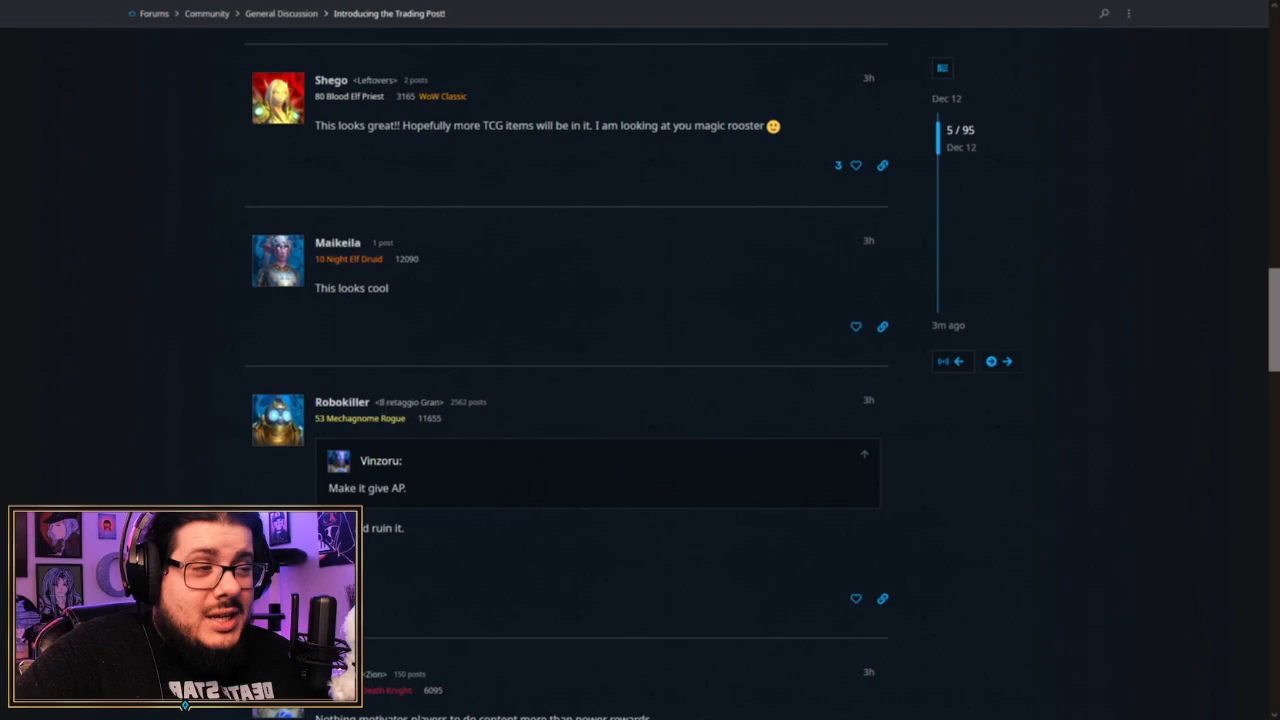 Forums > Community > General Discussion > Introducing the Trading Post!
Shego <Leftovers> 2 posts 3h
80 Blood Elf Priest 3165 WoW Classic
This looks great!! Hopefully more TCG items will be in it. I am looking at you magic rooster
3
Dec 12
5 / 95
Dec 12
3m ago
Maikeila 1 post 3h
10 Night Elf Druid 12090
This looks cool
Robokiller <Il retaggio Gran> 2562 posts 3h
53 Mechagnome Rogue 11655
Vinzoru:
Make it give AP.
d ruin it.
<Zion> 150 posts 3h
Death Knight 6095
Nothing motivates players to do content more than power rewards